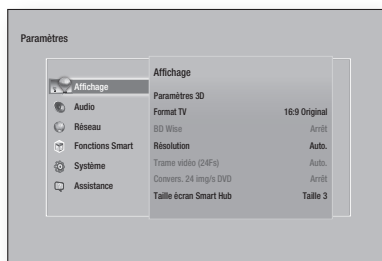 Paramètres
Affichage
Audio
Réseau
Fonctions Smart
Système
Assistance
Affichage
Paramètres 3D
Format TV 16:9 Original
BD Wise Arrêt
Résolution Auto.
Trame vidéo (24Fs) Auto.
Convers. 24 img/s DVD Arrêt
Taille écran Smart Hub Taille 3